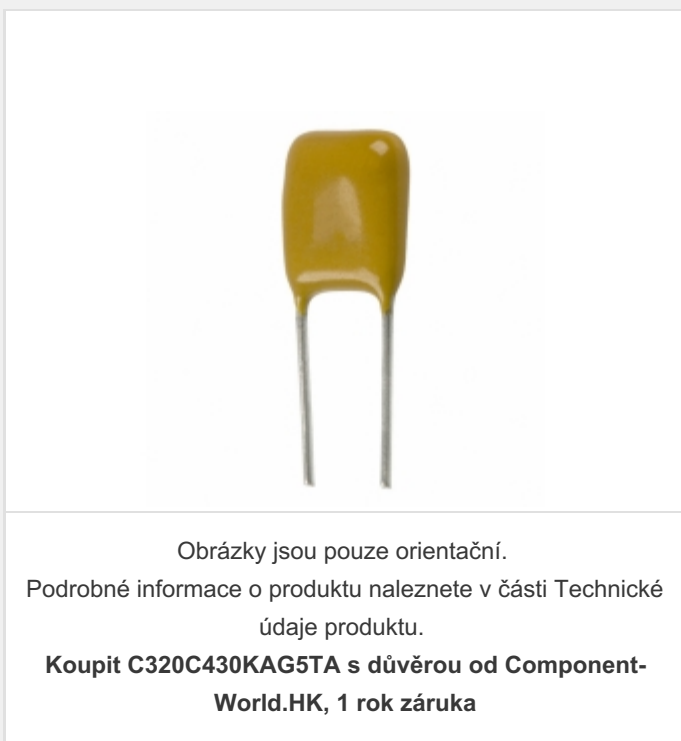 Obrázky jsou pouze orientační.
Podrobné informace o produktu naleznete v části Technické
údaje produktu.
Koupit C320C430KAG5TA s důvěrou od Component-
World.HK, 1 rok záruka